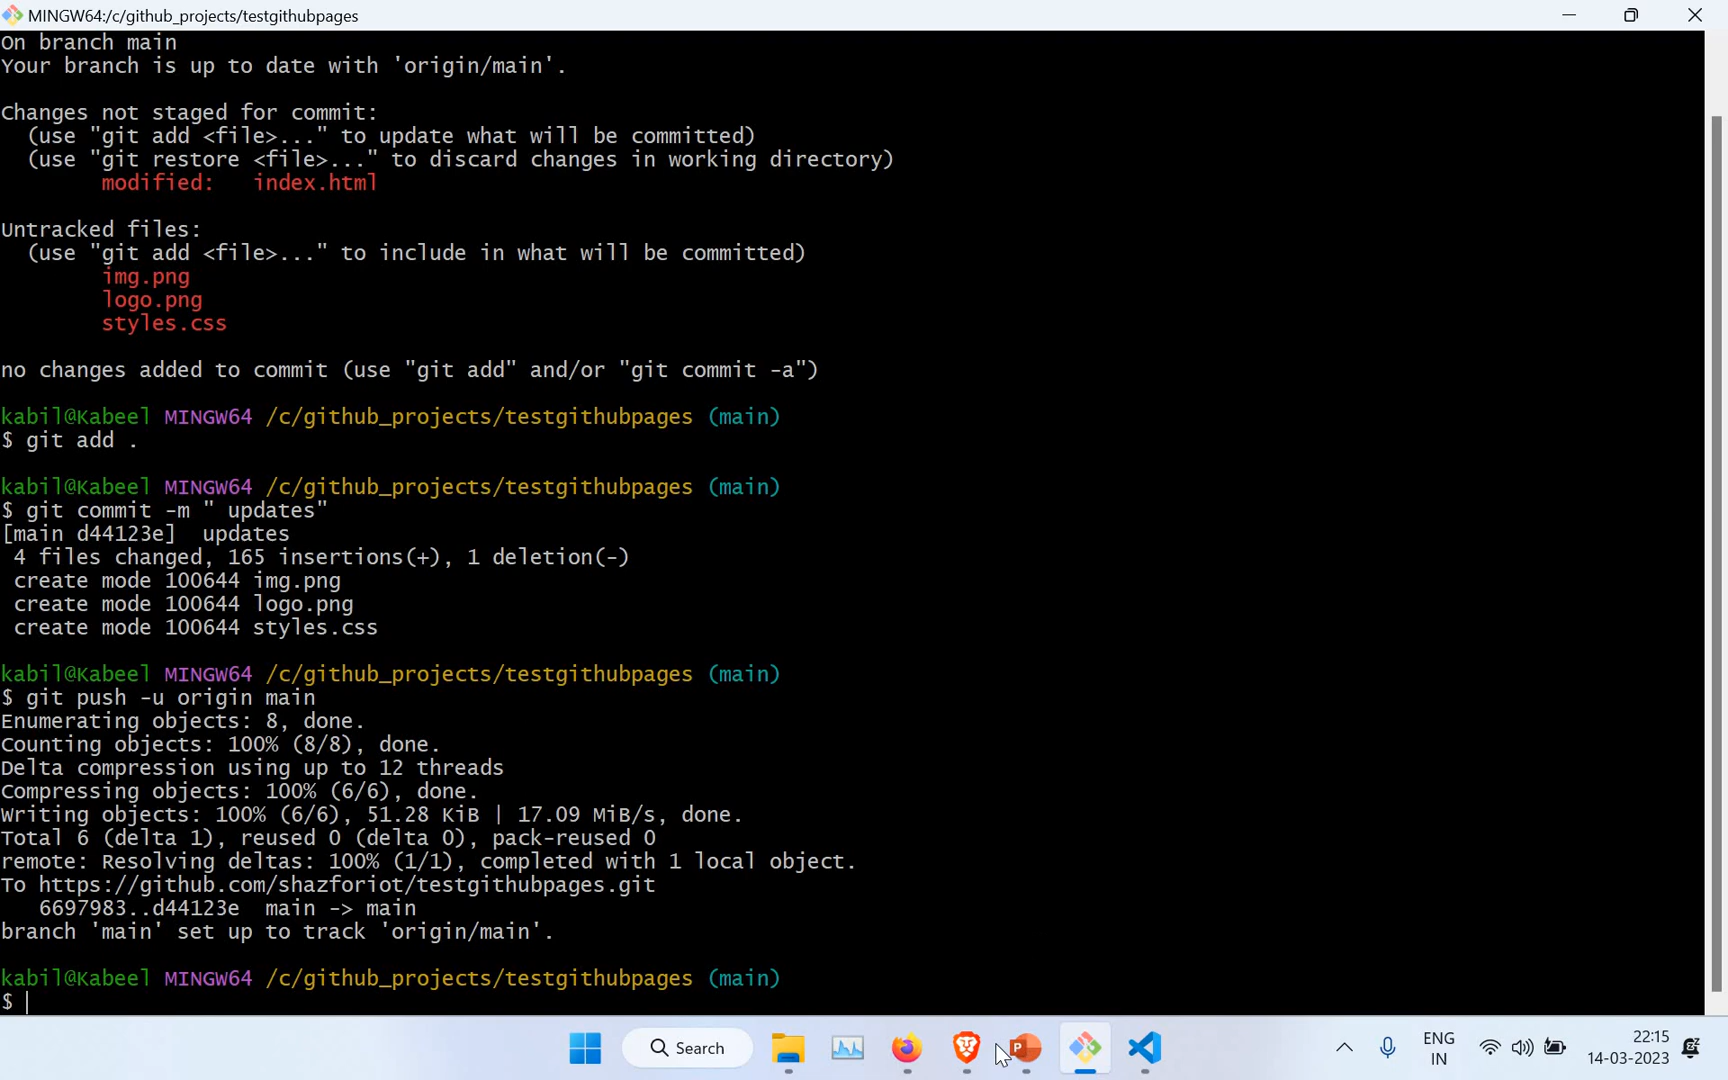 MINGW64:/c/github_projects/testgithubpages
On branch main
Your branch is up to date with 'origin/main'.
Changes not staged for commit:
(use "git add <file>..." to update what will be committed)
(use "git restore <file>..." to discard changes in working directory)
modified: index.html
Untracked files:
(use "git add <file>..." to include in what will be committed)
img.png
logo.png
styles.css
no changes added to commit (use "git add" and/or "git commit -a")
kabil@Kabeel MINGW64 /c/github_projects/testgithubpages (main)
$ git add .
kabil@Kabeel MINGW64 /c/github_projects/testgithubpages (main)
$ git commit -m " updates"
[main d44123e]  updates
4 files changed, 165 insertions(+), 1 deletion(-)
create mode 100644 img.png
create mode 100644 logo.png
create mode 100644 styles.css
kabil@Kabeel MINGW64 /c/github_projects/testgithubpages (main)
$ git push -u origin main
Enumerating objects: 8, done.
Counting objects: 100% (8/8), done.
Delta compression using up to 12 threads
Compressing objects: 100% (6/6), done.
Writing objects: 100% (6/6), 51.28 KiB | 17.09 MiB/s, done.
Total 6 (delta 1), reused 0 (delta 0), pack-reused 0
remote: Resolving deltas: 100% (1/1), completed with 1 local object.
To https://github.com/shazforiot/testgithubpages.git
6697983..d44123e  main -> main
branch 'main' set up to track 'origin/main'.
kabil@Kabeel MINGW64 /c/github_projects/testgithubpages (main)
$
Search
P
ENG
IN
22:15
14-03-2023